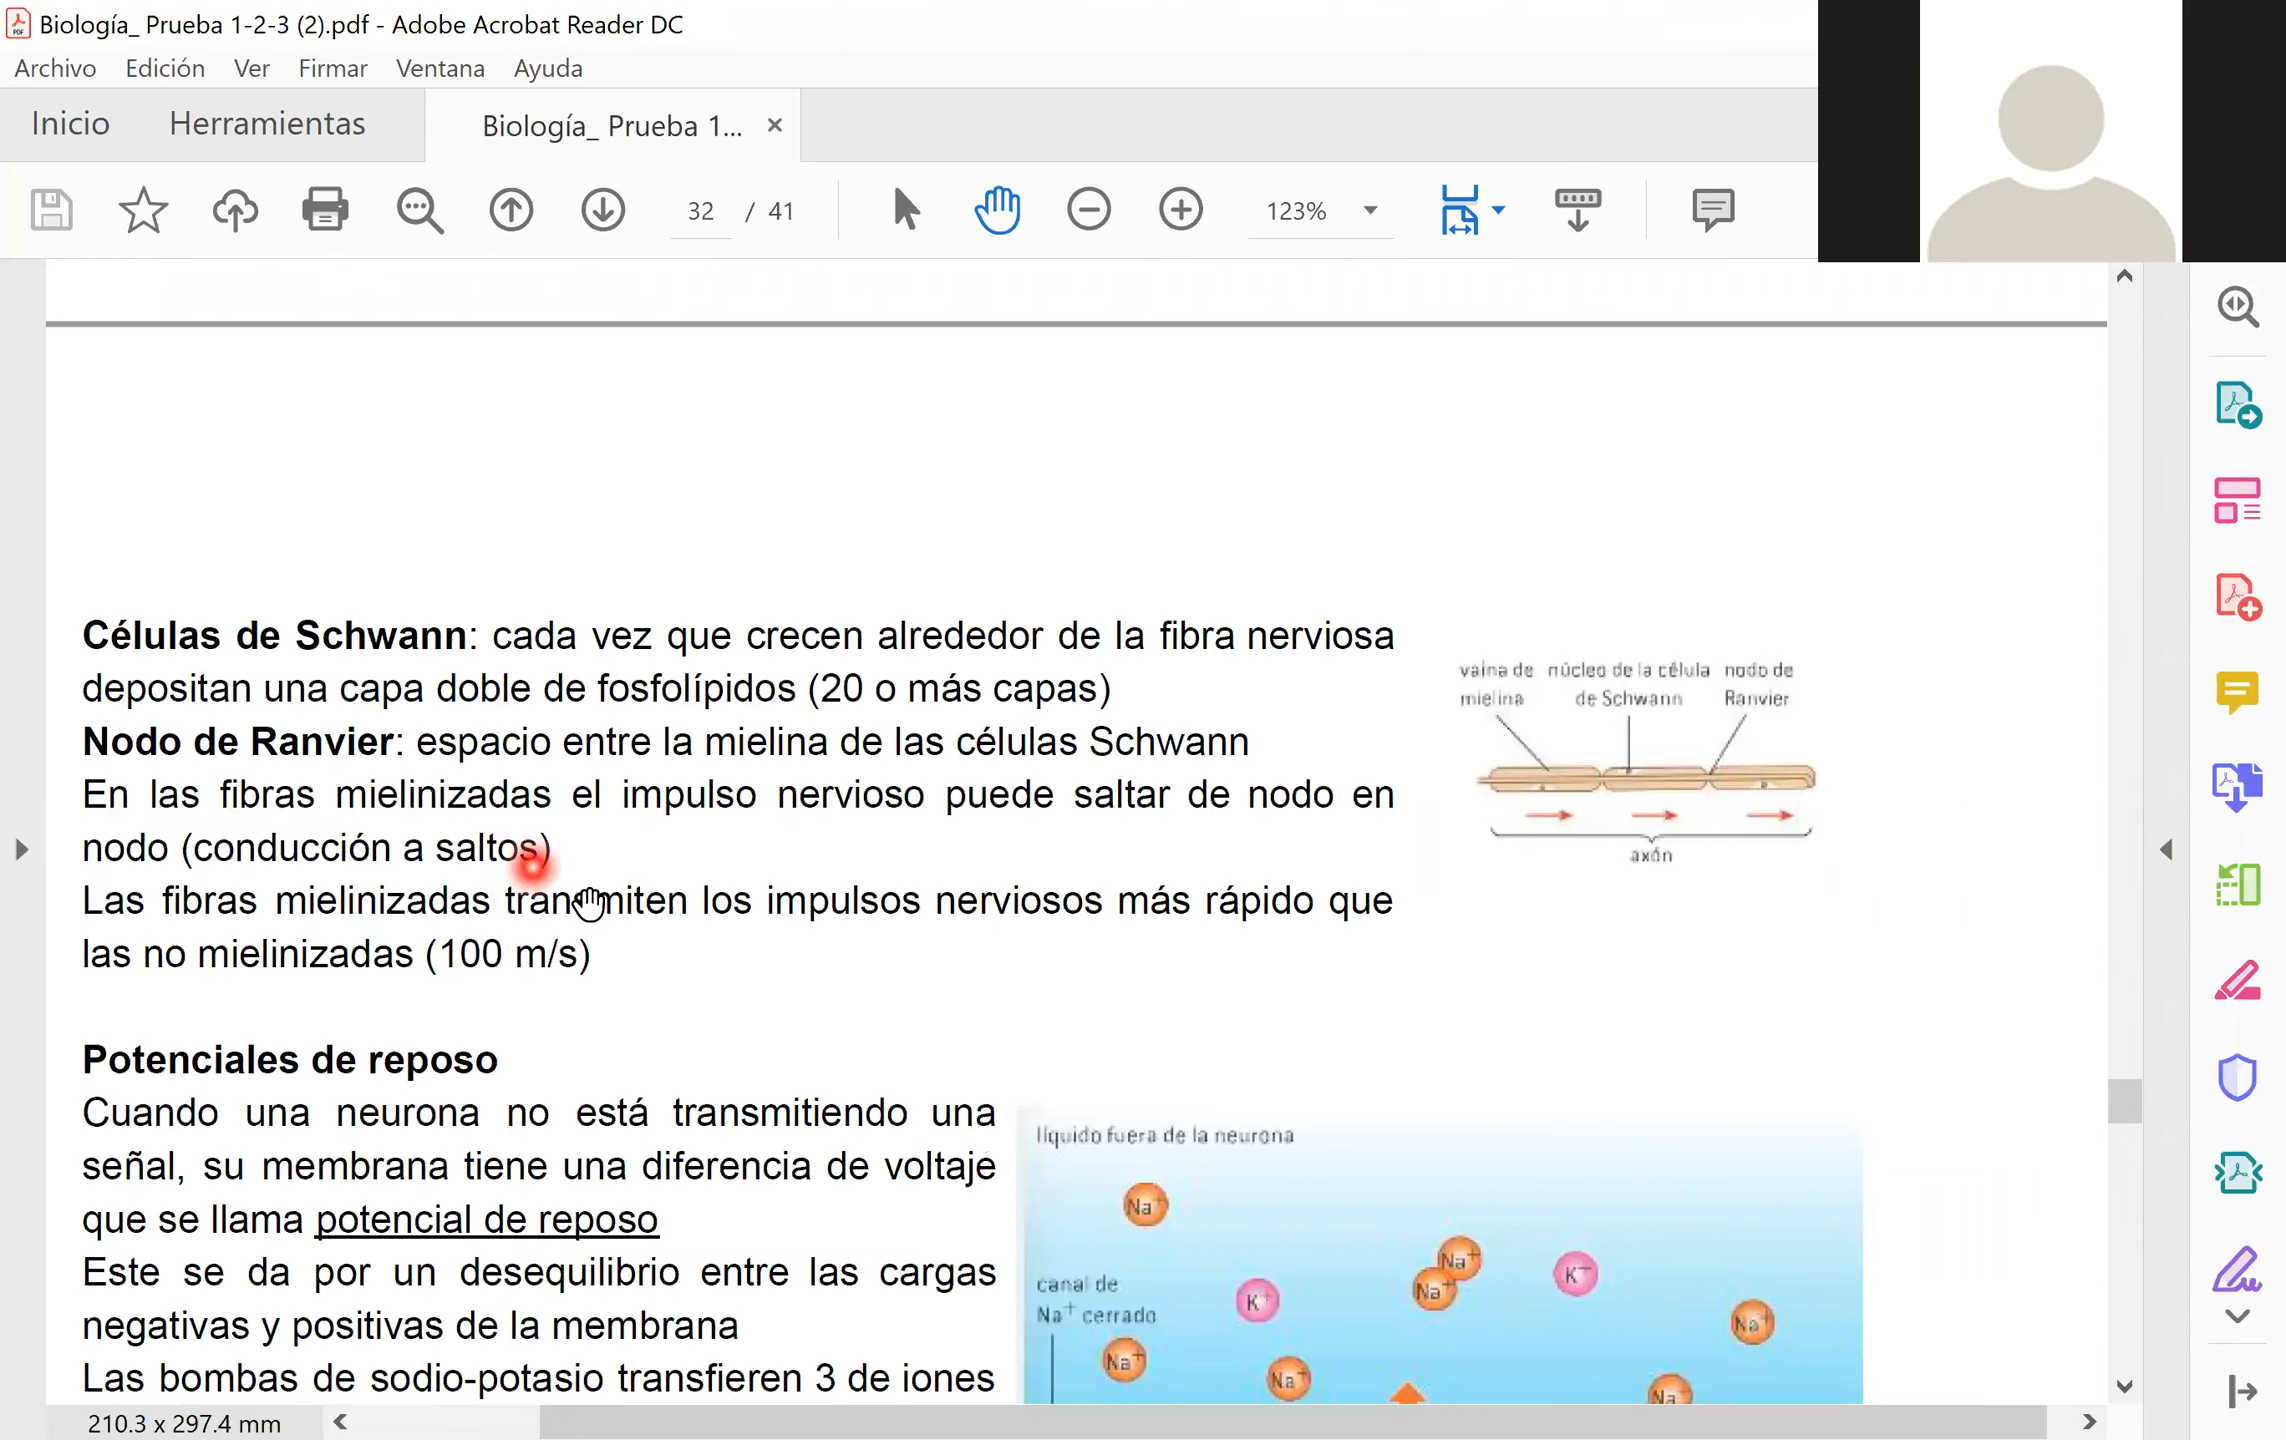 Biología_ Prueba 1-2-3 (2).pdf - Adobe Acrobat Reader DC
Archivo Edición Ver Firmar Ventana Ayuda
Inicio Herramientas Biología_ Prueba 1... ×
32 / 41 123%
Células de Schwann: cada vez que crecen alrededor de la fibra nerviosa
depositan una capa doble de fosfolípidos (20 o más capas)
Nodo de Ranvier: espacio entre la mielina de las células Schwann
En las fibras mielinizadas el impulso nervioso puede saltar de nodo en
nodo (conducción a saltos)
Las fibras mielinizadas transmiten los impulsos nerviosos más rápido que
las no mielinizadas (100 m/s)
vaina de núcleo de la célula nodo de
mielina de Schwann Ranvier
axón
Potenciales de reposo
Cuando una neurona no está transmitiendo una
señal, su membrana tiene una diferencia de voltaje
que se llama potencial de reposo
Este se da por un desequilibrio entre las cargas
negativas y positivas de la membrana
Las bombas de sodio-potasio transfieren 3 de iones
líquido fuera de la neurona
Na⁺
Na⁺
K⁺
Na⁺
canal de
K⁺
Na⁺ cerrado
Na⁺
Na⁺
Na⁺
Na⁺
210.3 x 297.4 mm